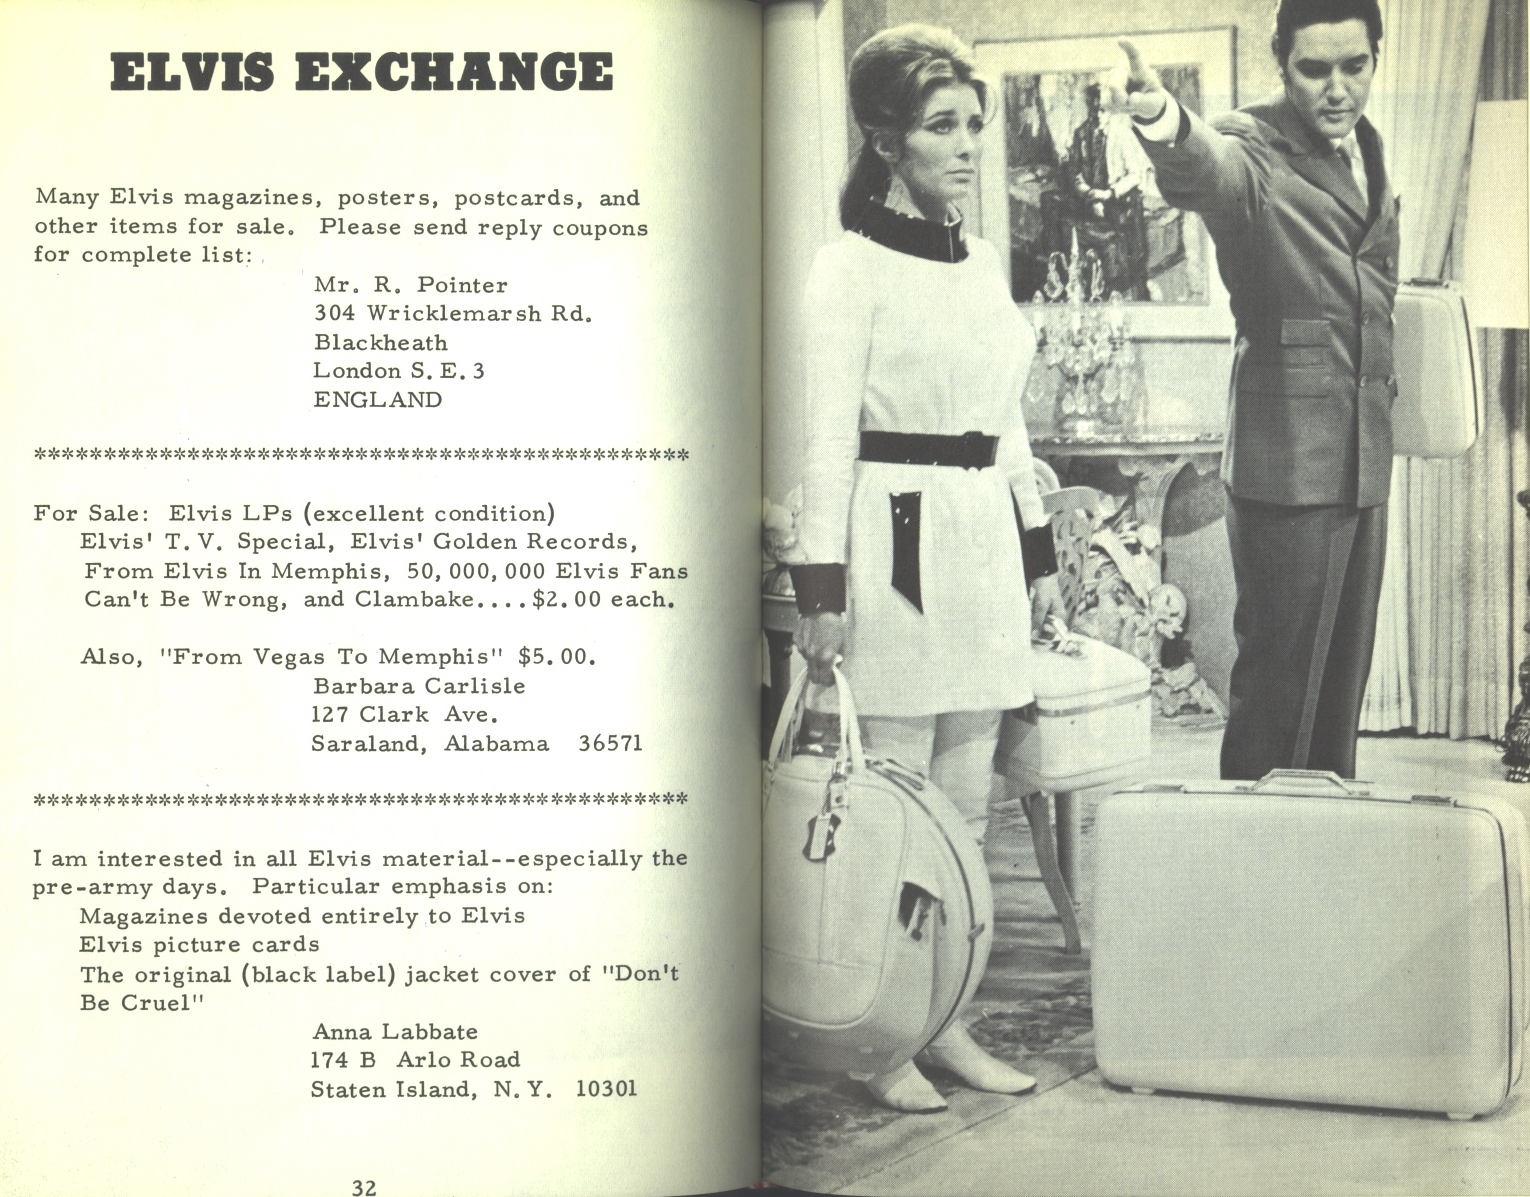 ELVIS EXCHANGE
Many Elvis magazines, posters, postcards, and
other items for sale. Please send reply coupons
for complete list:
Mr. R. Pointer
304 Wricklemarsh Rd.
Blackheath
London S.E.3
ENGLAND
***********************************************
For Sale: Elvis LPs (excellent condition)
Elvis' T.V. Special, Elvis' Golden Records,
From Elvis In Memphis, 50,000,000 Elvis Fans
Can't Be Wrong, and Clambake....$2.00 each.
Also, "From Vegas To Memphis" $5.00.
Barbara Carlisle
127 Clark Ave.
Saraland, Alabama 36571
***********************************************
I am interested in all Elvis material--especially the
pre-army days. Particular emphasis on:
Magazines devoted entirely to Elvis
Elvis picture cards
The original (black label) jacket cover of "Don't
Be Cruel"
Anna Labbate
174 B Arlo Road
Staten Island, N.Y. 10301
32